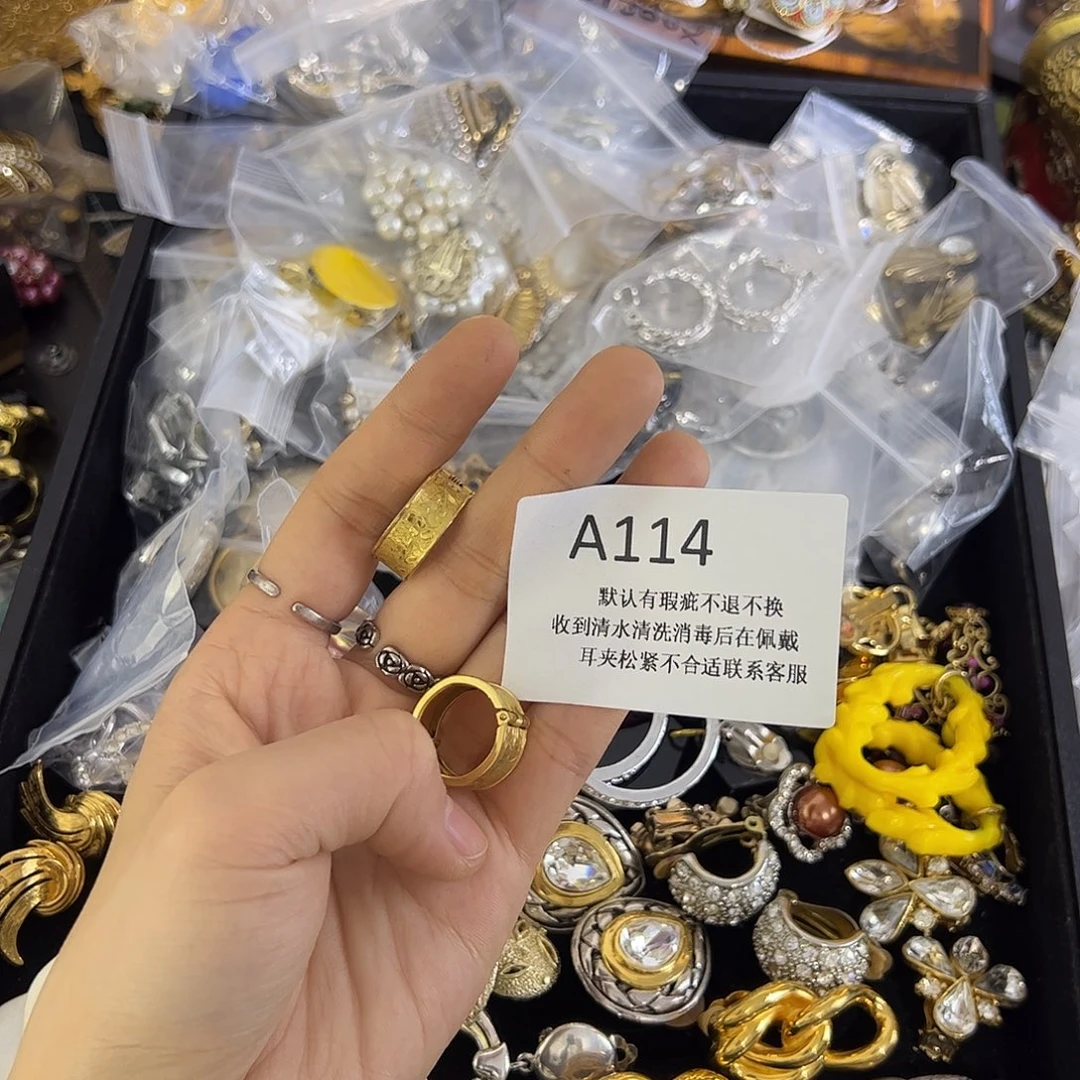 A114
默认有瑕疵不退不换
收到清水清洗消毒后在佩戴
耳夹松紧不合适联系客服